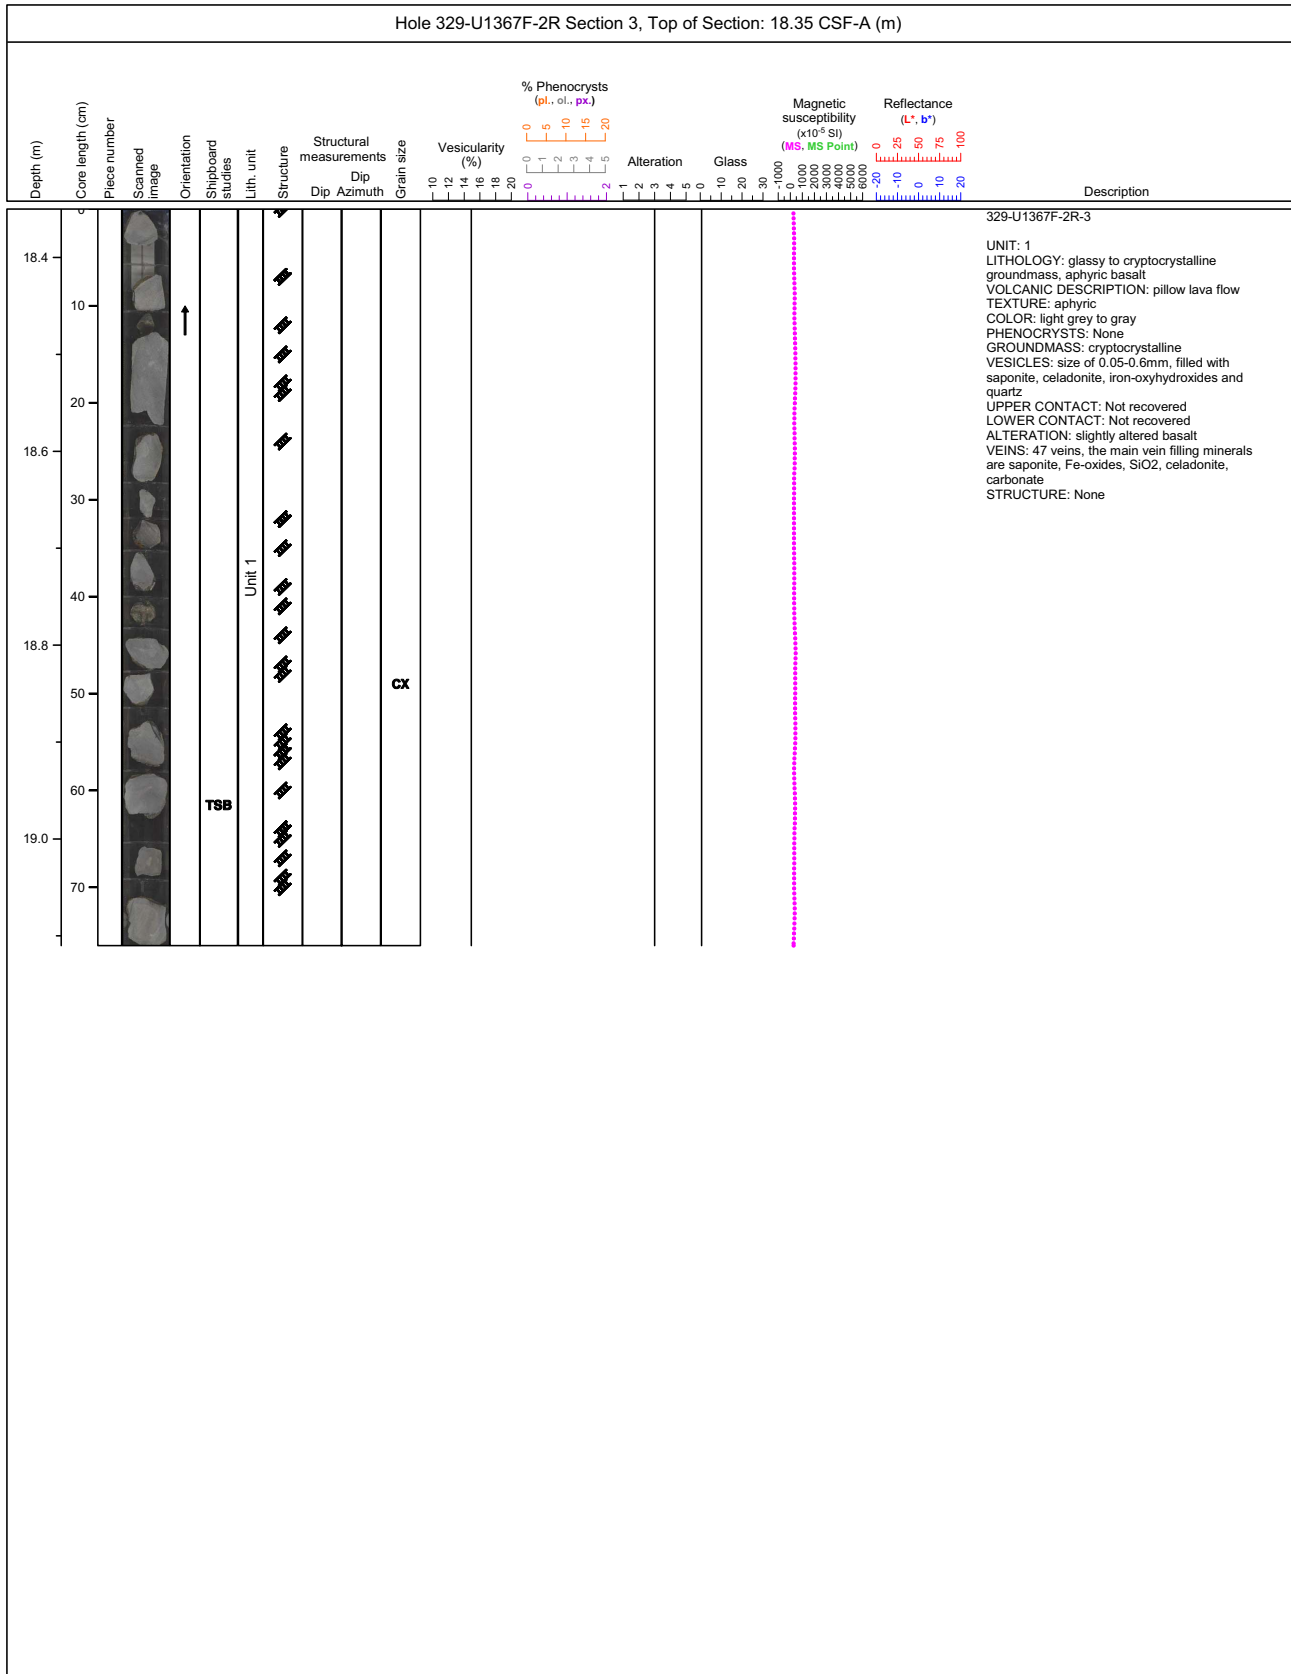 Hole 329-U1367F-2R Section 3, Top of Section: 18.35 CSF-A (m)
Depth (m)
Core length (cm)
Piece number
Scanned
image
Orientation
Shipboard
studies
Lith. unit
Structure
Structural
measurements
Dip
Dip Azimuth
Grain size
Vesicularity
(%)
10 12 14 16 18 20
% Phenocrysts
(pl., ol., px.)
0 5 10 15 20
0 1 2 3 4 5
0 2
Alteration
1 2 3 4 5
Glass
0 10 20 30
Magnetic
susceptibility
(x10-5 SI)
(MS, MS Point)
-1000 0 1000 2000 3000 4000 5000 6000
Reflectance
(L*, b*)
0 25 50 75 100
-20 -10 0 10 20
Description
0
18.4
10
20
18.6
30
40
18.8
50
60
19.0
70
Unit 1
TSB
CX
329-U1367F-2R-3
UNIT: 1
LITHOLOGY: glassy to cryptocrystalline
groundmass, aphyric basalt
VOLCANIC DESCRIPTION: pillow lava flow
TEXTURE: aphyric
COLOR: light grey to gray
PHENOCRYSTS: None
GROUNDMASS: cryptocrystalline
VESICLES: size of 0.05-0.6mm, filled with
saponite, celadonite, iron-oxyhydroxides and
quartz
UPPER CONTACT: Not recovered
LOWER CONTACT: Not recovered
ALTERATION: slightly altered basalt
VEINS: 47 veins, the main vein filling minerals
are saponite, Fe-oxides, SiO2, celadonite,
carbonate
STRUCTURE: None